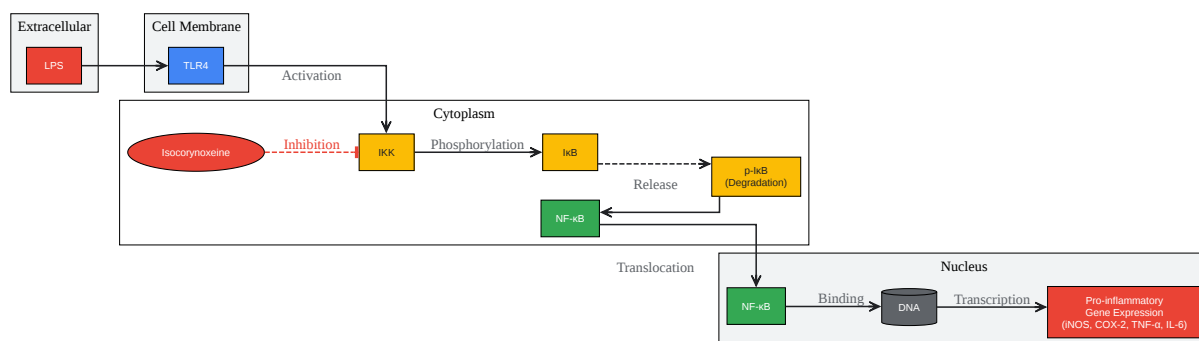 Extracellular
Cell Membrane
LPS
TLR4
Activation
Cytoplasm
Isocorynoxeine
Inhibition
IKK
Phosphorylation
IκB
p-IκB
(Degradation)
Release
NF-κB
Translocation
Nucleus
NF-κB
Binding
DNA
Transcription
Pro-inflammatory
Gene Expression
(iNOS, COX-2, TNF-α, IL-6)